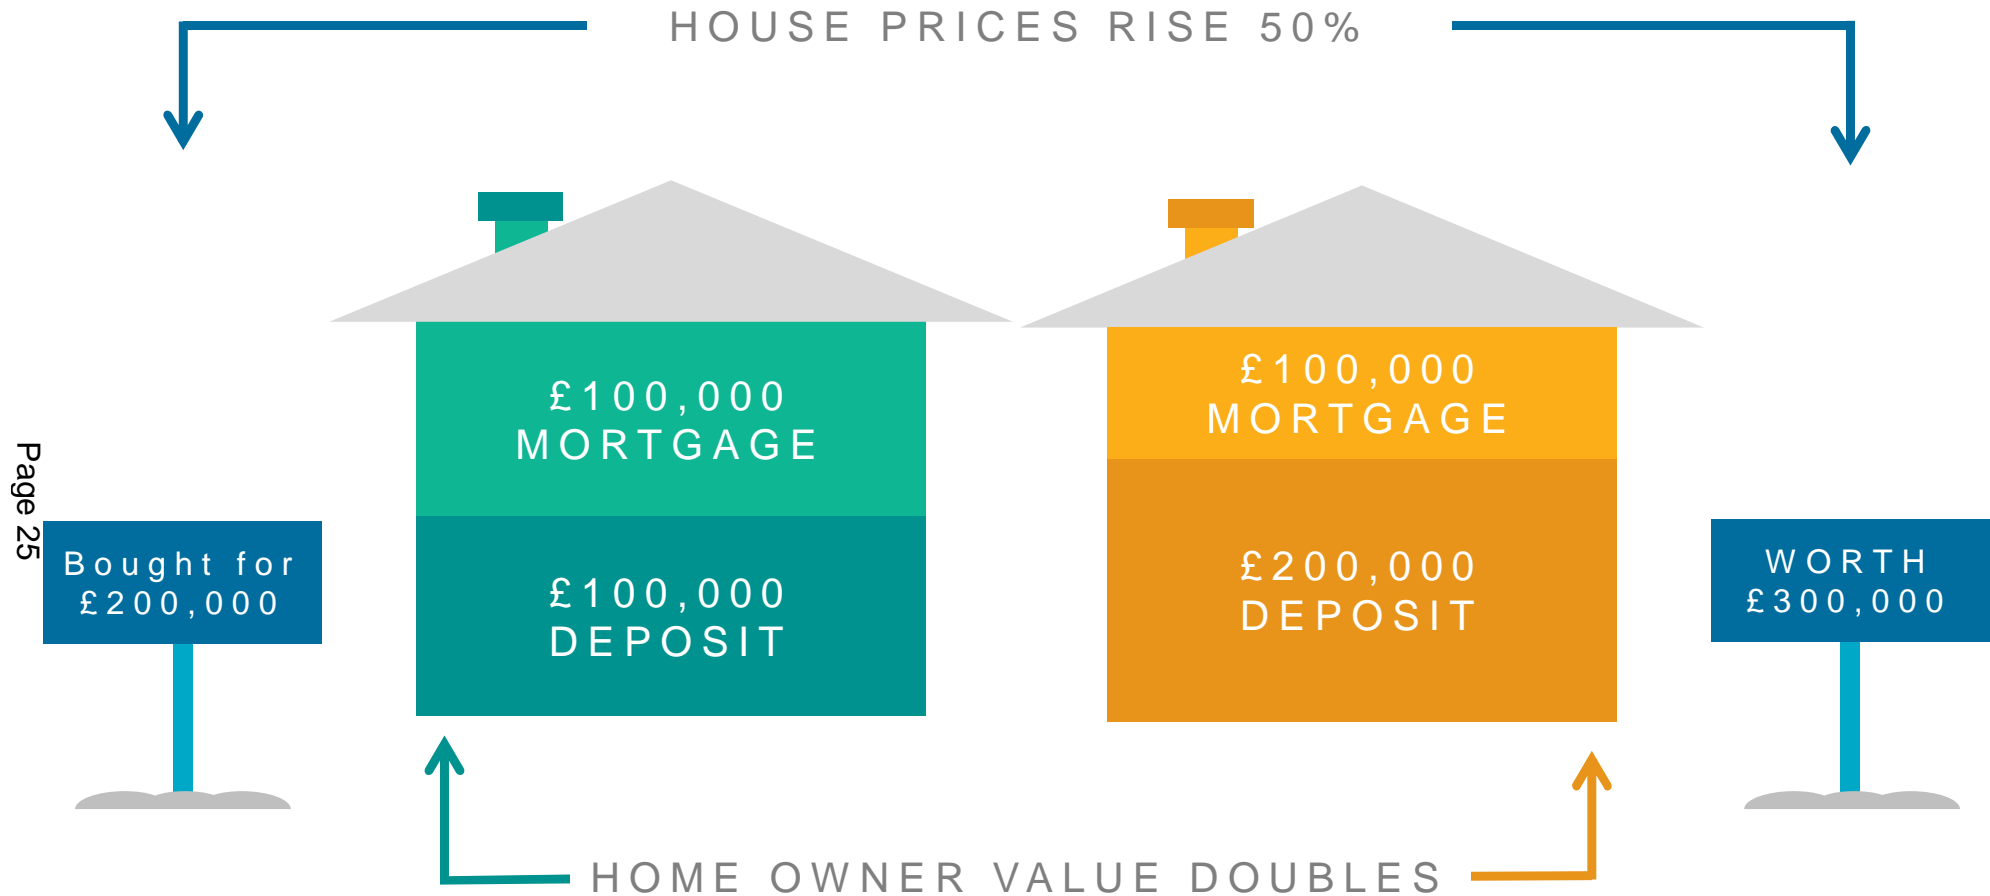 HOUSE PRICES RISE 50%
£100,000
MORTGAGE
£100,000
DEPOSIT
£100,000
MORTGAGE
£200,000
DEPOSIT
Page 25
Bought for
£200,000
WORTH
£300,000
HOME OWNER VALUE DOUBLES